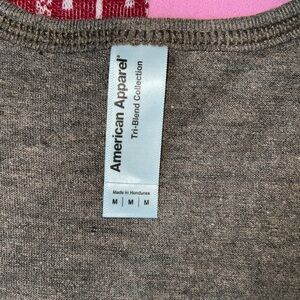 American Apparel®
Tri-Blend Collection
Made in Honduras
M | M | M